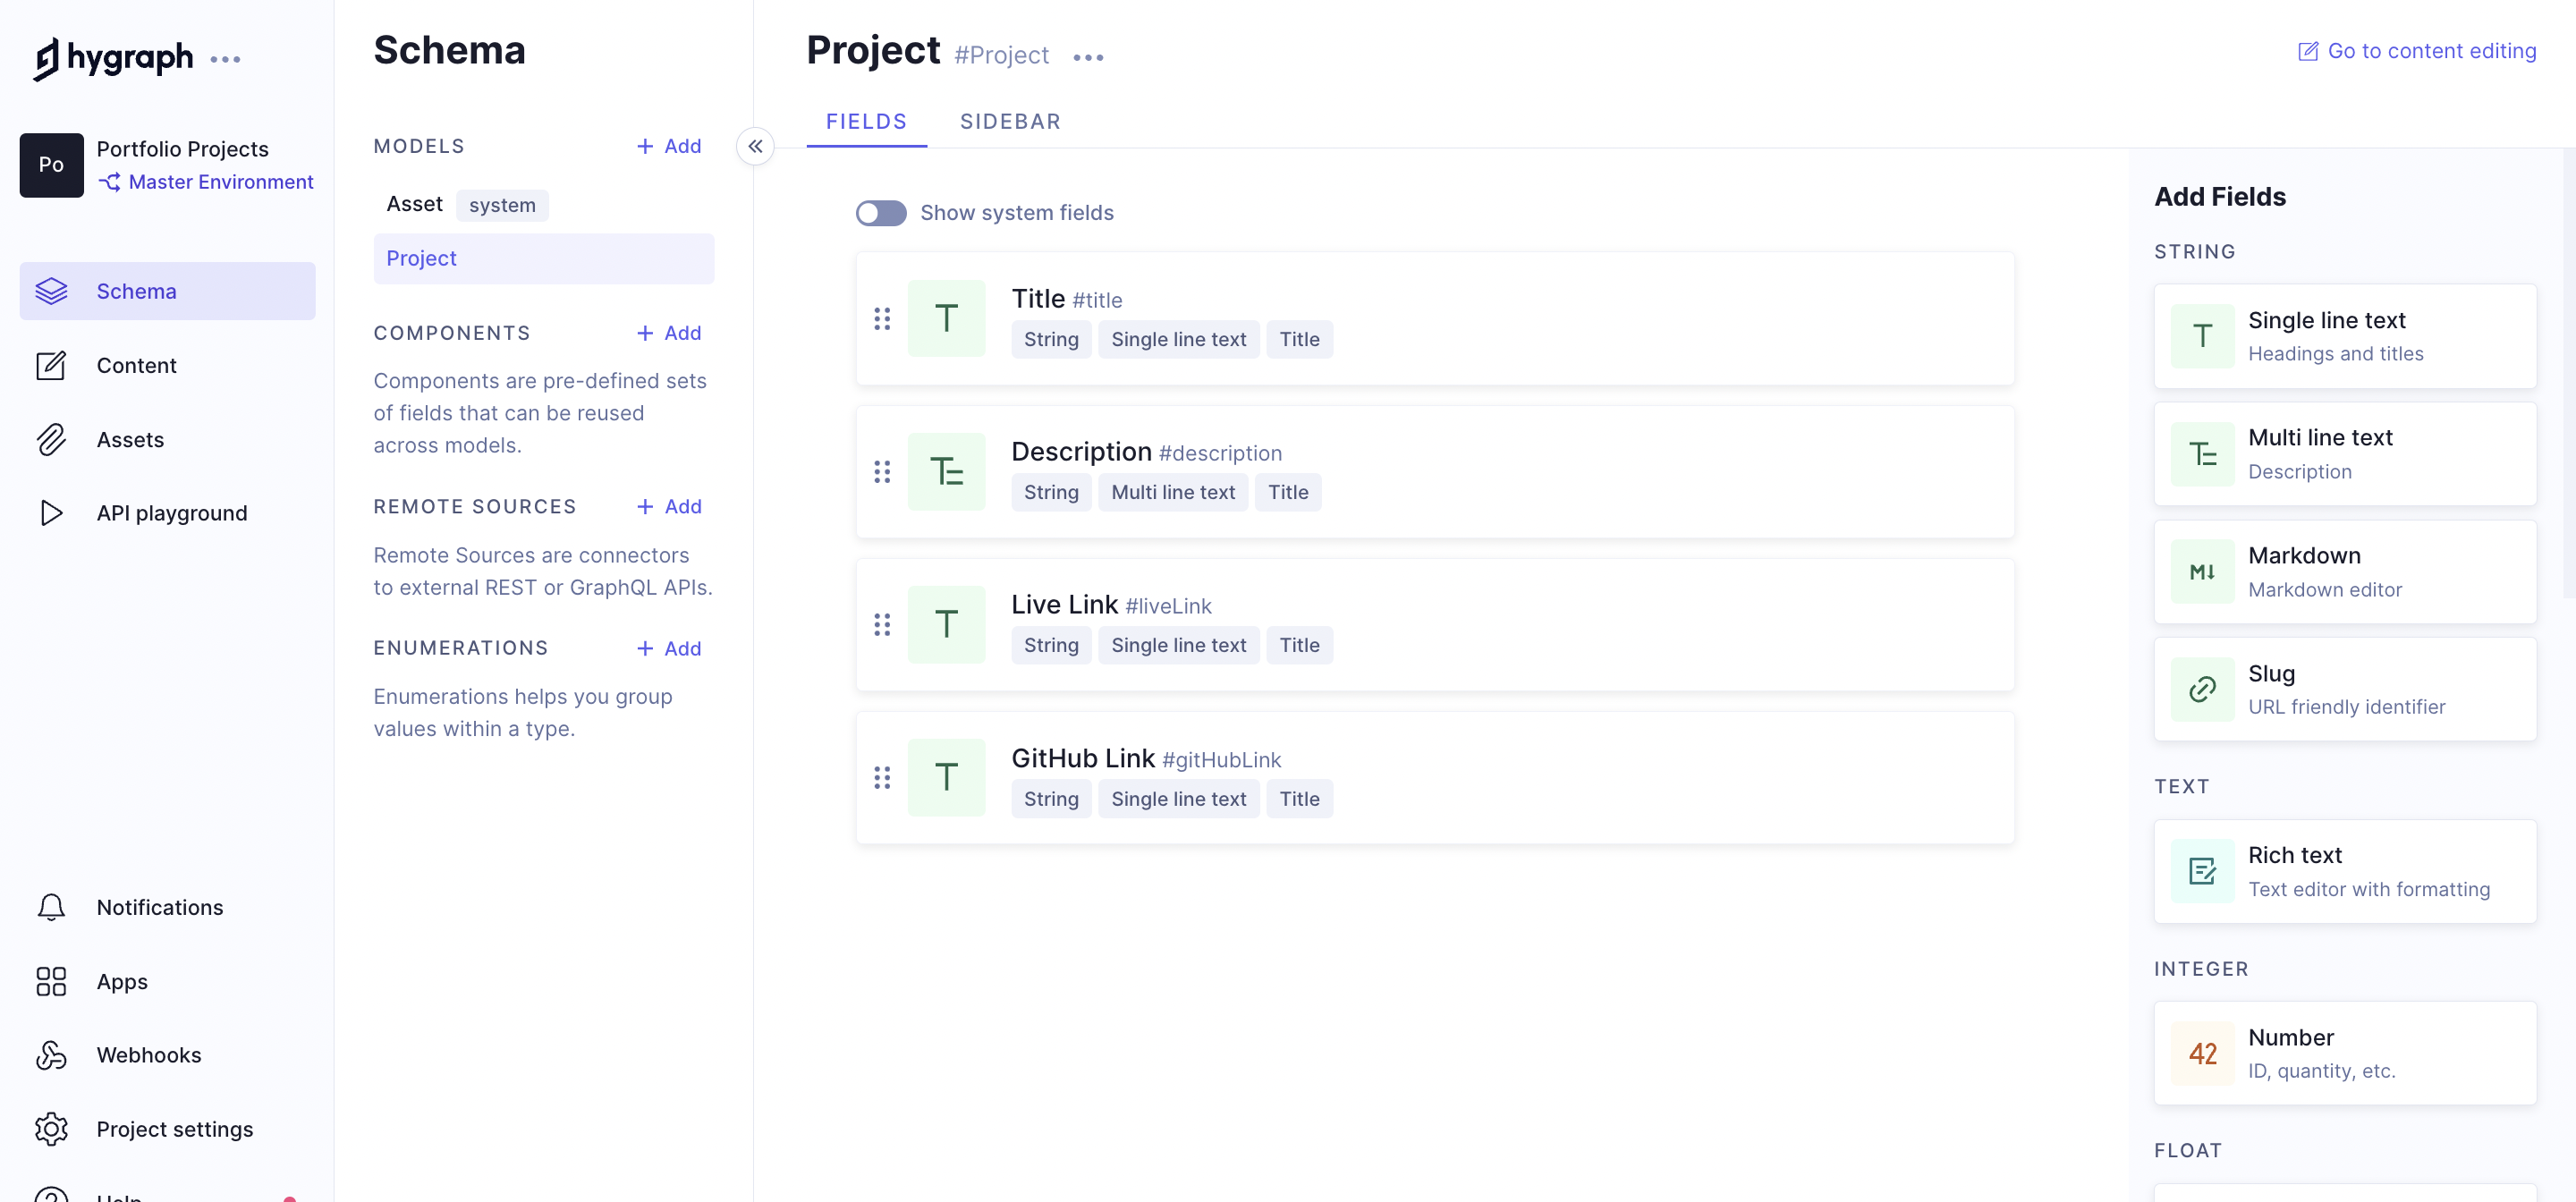 hygraph
Po
Portfolio Projects
Master Environment
Schema
Content
Assets
API playground
Notifications
Apps
Webhooks
Project settings
Help
Schema
MODELS
+ Add
Asset system
Project
COMPONENTS
+ Add
Components are pre-defined sets
of fields that can be reused
across models.
REMOTE SOURCES
+ Add
Remote Sources are connectors
to external REST or GraphQL APIs.
ENUMERATIONS
+ Add
Enumerations helps you group
values within a type.
Project #Project
Go to content editing
FIELDS SIDEBAR
Show system fields
T
Title #title
String Single line text Title
Description #description
String Multi line text Title
T
Live Link #liveLink
String Single line text Title
T
GitHub Link #gitHubLink
String Single line text Title
Add Fields
STRING
T
Single line text
Headings and titles
Multi line text
Description
M↓
Markdown
Markdown editor
Slug
URL friendly identifier
TEXT
Rich text
Text editor with formatting
INTEGER
42
Number
ID, quantity, etc.
FLOAT